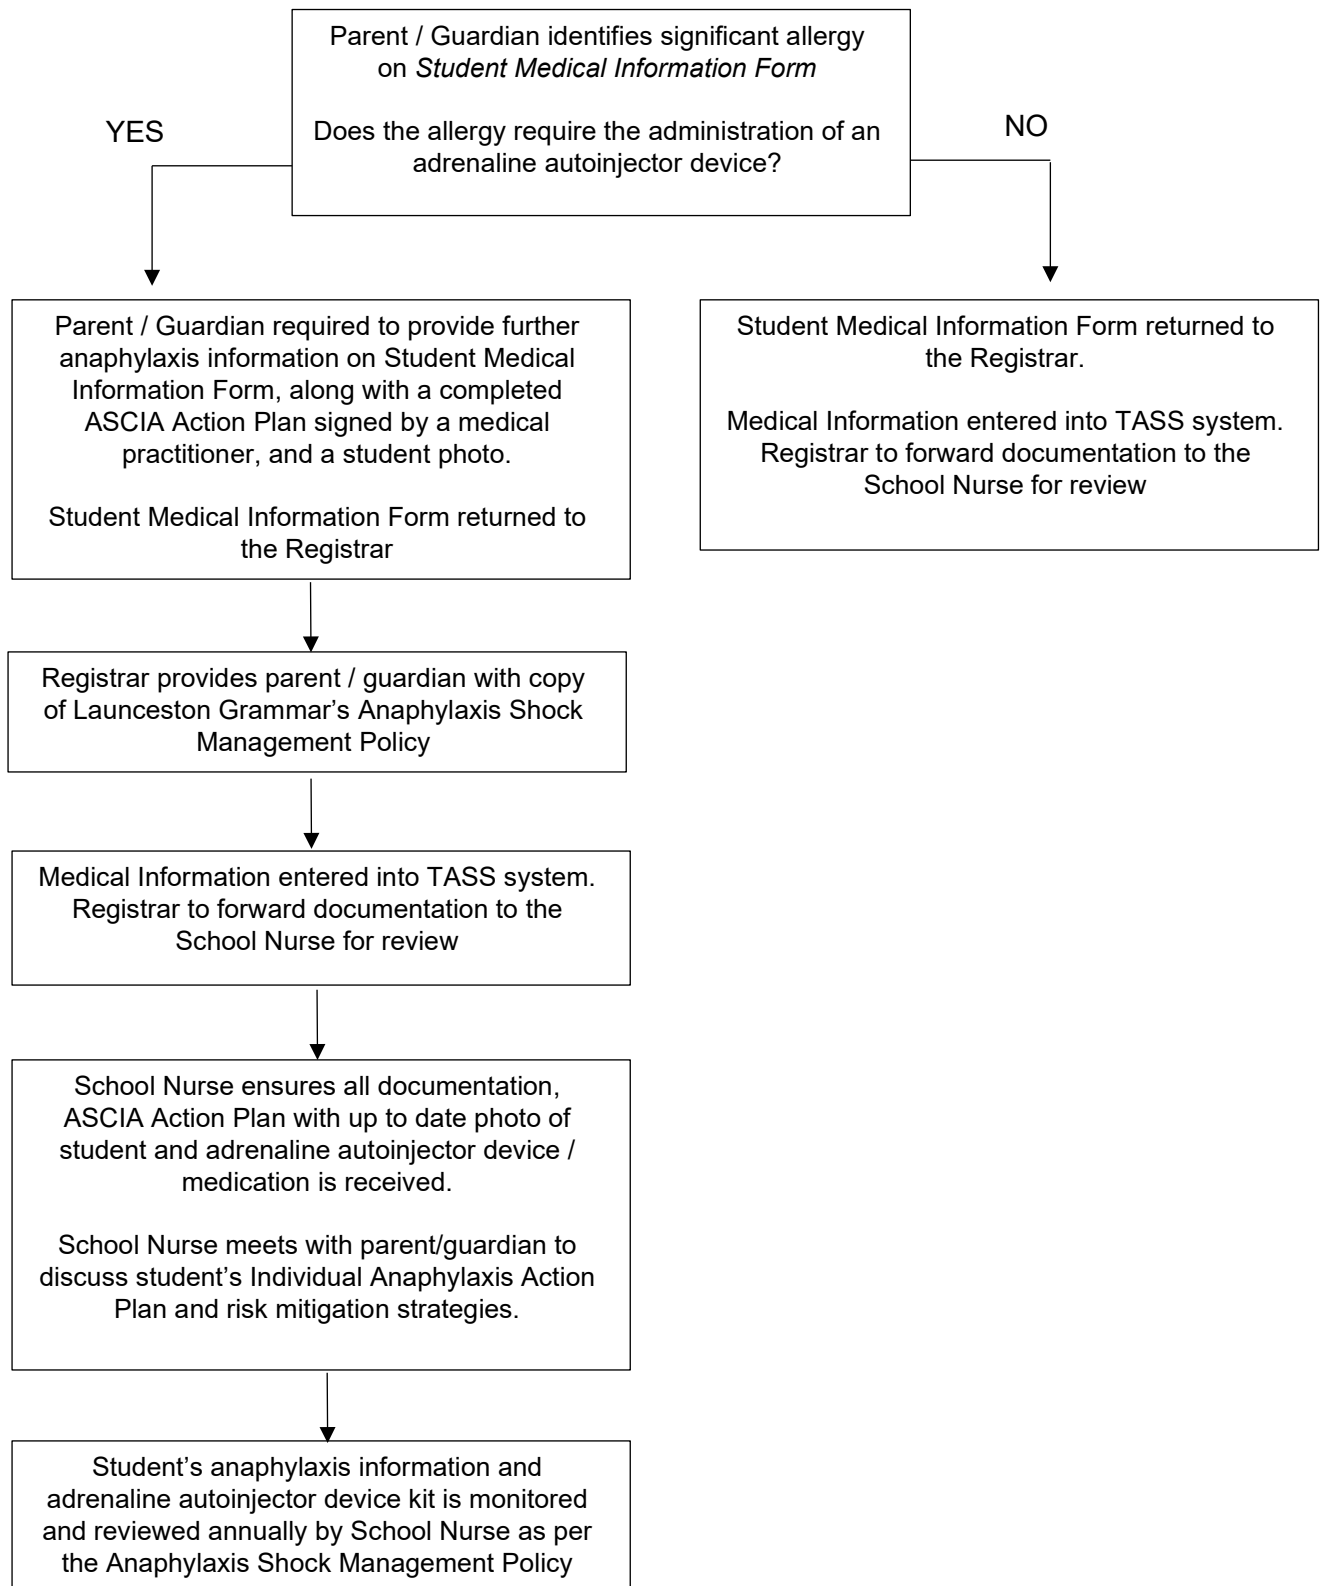 Parent / Guardian identifies significant allergy
on Student Medical Information Form
Does the allergy require the administration of an
adrenaline autoinjector device?
YES
NO
Parent / Guardian required to provide further
anaphylaxis information on Student Medical
Information Form, along with a completed
ASCIA Action Plan signed by a medical
practitioner, and a student photo.
Student Medical Information Form returned to
the Registrar
Student Medical Information Form returned to
the Registrar.
Medical Information entered into TASS system.
Registrar to forward documentation to the
School Nurse for review
Registrar provides parent / guardian with copy
of Launceston Grammar’s Anaphylaxis Shock
Management Policy
Medical Information entered into TASS system.
Registrar to forward documentation to the
School Nurse for review
School Nurse ensures all documentation,
ASCIA Action Plan with up to date photo of
student and adrenaline autoinjector device /
medication is received.
School Nurse meets with parent/guardian to
discuss student’s Individual Anaphylaxis Action
Plan and risk mitigation strategies.
Student’s anaphylaxis information and
adrenaline autoinjector device kit is monitored
and reviewed annually by School Nurse as per
the Anaphylaxis Shock Management Policy